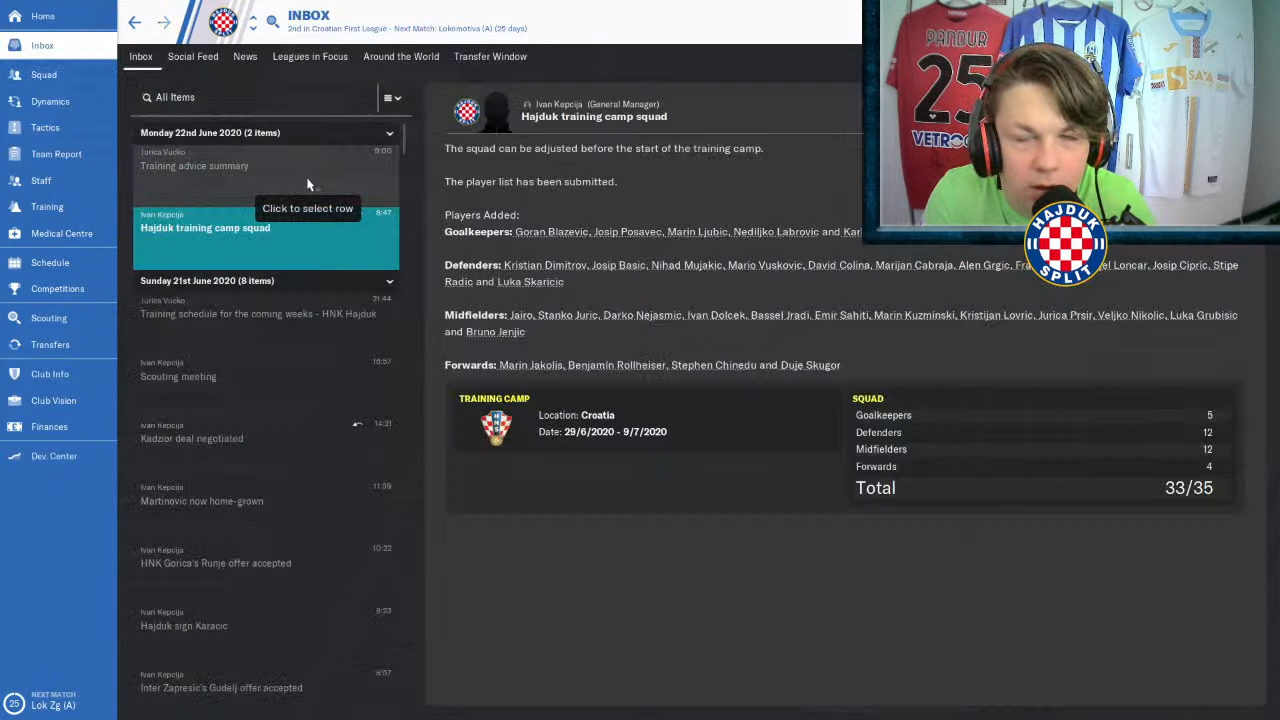 Home
INBOX
2nd in Croatian First League - Next Match: Lokomotiva (A) (25 days)
PANDUR
25
VETRO
SAVA
Inbox
Squad
Dynamics
Tactics
Team Report
Staff
Training
Medical Centre
Schedule
Competitions
Scouting
Transfers
Club Info
Club Vision
Finances
Dev. Center
25
NEXT MATCH
Lok Zg (A)
Inbox Social Feed News Leagues in Focus Around the World Transfer Window
All Items
Monday 22nd June 2020 (2 items)
Jurica Vucko 9:00
Training advice summary
Click to select row
Ivan Kepcija 8:47
Hajduk training camp squad
Sunday 21st June 2020 (8 items)
Jurica Vucko 21:44
Training schedule for the coming weeks - HNK Hajduk
Ivan Kepcija 16:57
Scouting meeting
Ivan Kepcija 14:21
Kadzior deal negotiated
Ivan Kepcija 11:59
Martinovic now home-grown
Ivan Kepcija 10:22
HNK Gorica's Runje offer accepted
Ivan Kepcija 8:23
Hajduk sign Karacic
Ivan Kepcija
Inter Zapresic's Gudelj offer accepted
Ivan Kepcija (General Manager)
Hajduk training camp squad
The squad can be adjusted before the start of the training camp.
The player list has been submitted.
Players Added:
Goalkeepers: Goran Blazevic, Josip Posavec, Marin Ljubic, Nediljko Labrovic and
HAJDUK
SPLIT
Defenders: Kristian Dimitrov, Josip Basic, Nihad Mujakic, Mario Vuskovic, David Colina, Marijan Cabraja, Alen Grgic, Loncar, Josip Cipric, Stipe
Radic and Luka Skaricic
Midfielders: Jairo, Stanko Juric, Darko Nejasmic, Ivan Dolcek, Bassel Jradi, Emir Sahiti, Marin Kuzminski, Kristijan Lovric, Jurica Prsir, Veljko Nikolic, Luka Grubisic
and Bruno Jenjic
Forwards: Marin Jakolis, Benjamín Rollheiser, Stephen Chinedu and Duje Skugor
TRAINING CAMP
Location: Croatia
Date: 29/6/2020 - 9/7/2020
SQUAD
Goalkeepers 5
Defenders 12
Midfielders 12
Forwards 4
Total 33/35